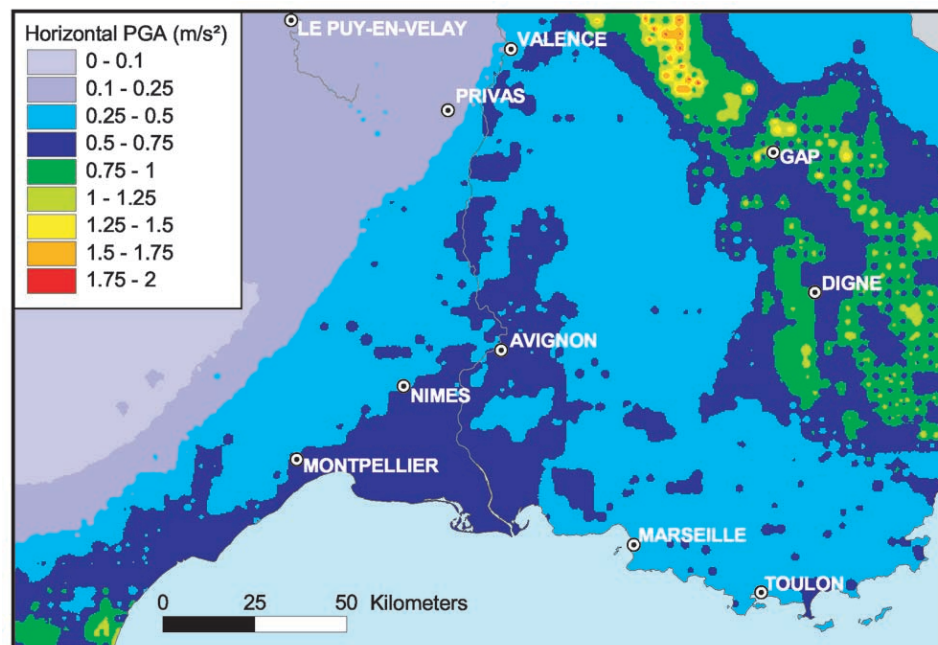 Horizontal PGA (m/s²)
0 - 0.1
0.1 - 0.25
0.25 - 0.5
0.5 - 0.75
0.75 - 1
1 - 1.25
1.25 - 1.5
1.5 - 1.75
1.75 - 2
LE PUY-EN-VELAY
VALENCE
PRIVAS
GAP
DIGNE
AVIGNON
NIMES
MONTPELLIER
MARSEILLE
TOULON
0 25 50 Kilometers